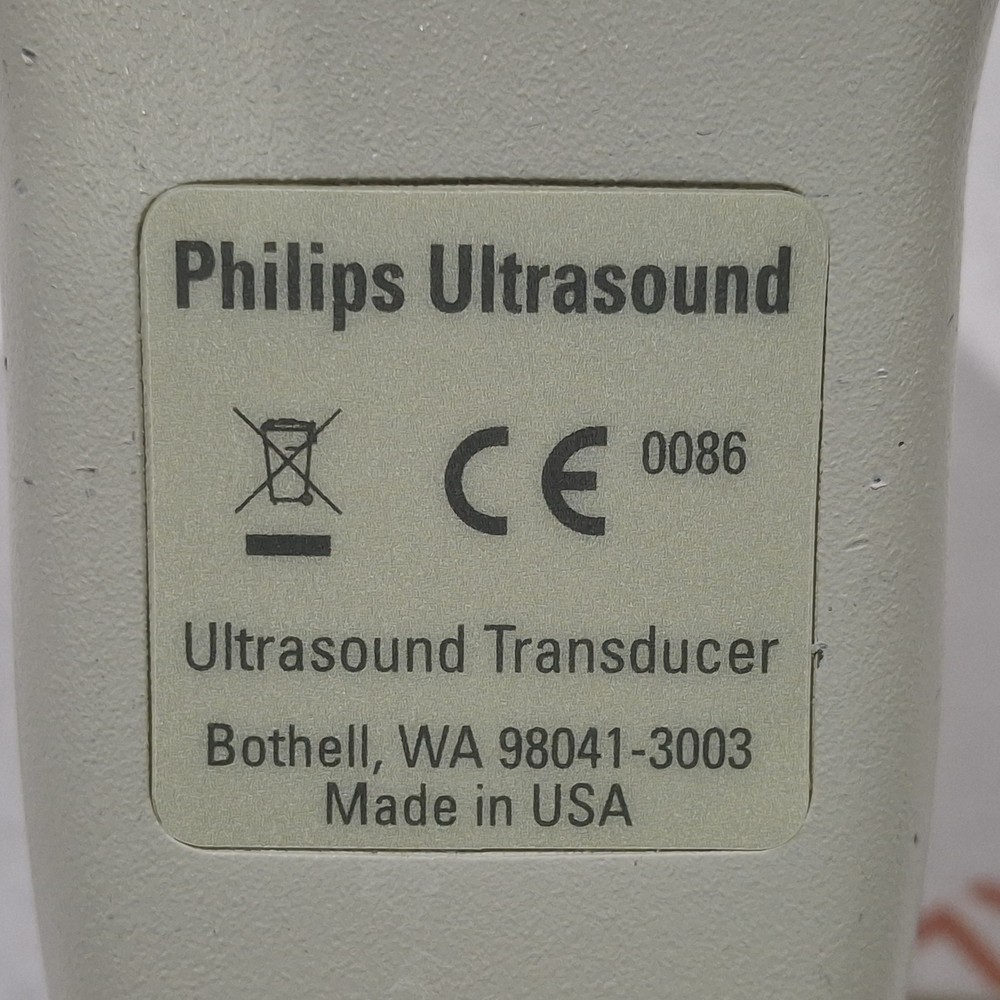 Philips Ultrasound
CE 0086
Ultrasound Transducer
Bothell, WA 98041-3003
Made in USA